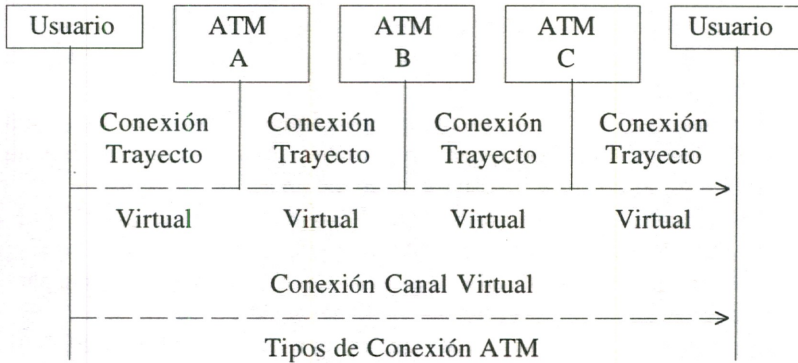 Usuario ATM ATM ATM Usuario
A B C
Conexión Conexión Conexión Conexión
Trayecto Trayecto Trayecto Trayecto
Virtual Virtual Virtual Virtual
Conexión Canal Virtual
Tipos de Conexión ATM